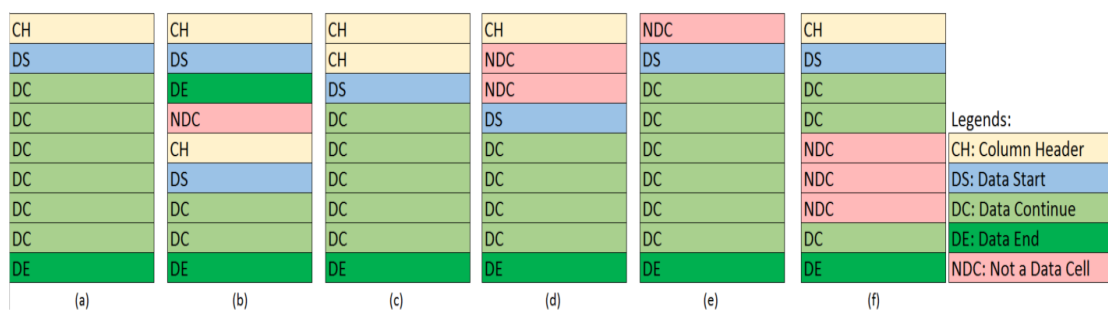 CH CH CH CH NDC CH
DS DS CH NDC DS DS
DC DE DS NDC DC DC
DC NDC DC DS DC DC Legends:
DC CH DC DC DC NDC CH: Column Header
DC DS DC DC DC NDC DS: Data Start
DC DC DC DC DC NDC DC: Data Continue
DC DC DC DC DC DC DE: Data End
DE DE DE DE DE DE NDC: Not a Data Cell
(a) (b) (c) (d) (e) (f)